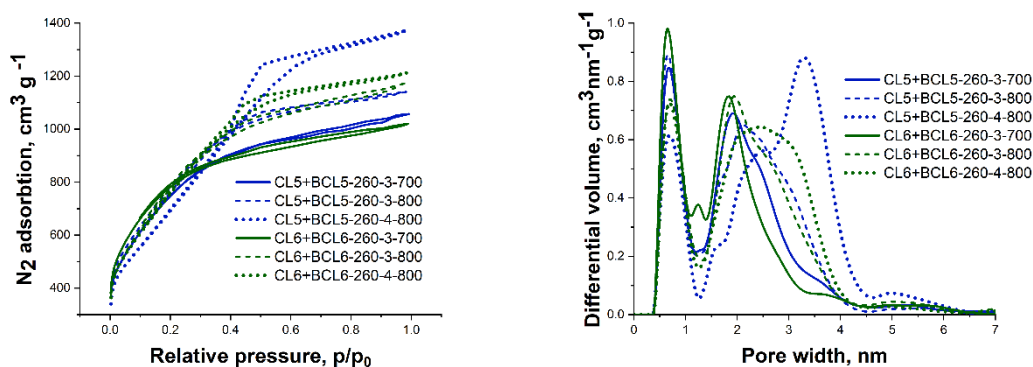 N₂ adsorbtion, cm³ g⁻¹
1400
1200
1000
800
600
400
0.0 0.2 0.4 0.6 0.8 1.0
Relative pressure, p/p₀
CL5+BCL5-260-3-700
CL5+BCL5-260-3-800
CL5+BCL5-260-4-800
CL6+BCL6-260-3-700
CL6+BCL6-260-3-800
CL6+BCL6-260-4-800
Differential volume, cm³nm⁻¹g⁻¹
1.0
0.8
0.6
0.4
0.2
0.0
0 1 2 3 4 5 6 7
Pore width, nm
CL5+BCL5-260-3-700
CL5+BCL5-260-3-800
CL5+BCL5-260-4-800
CL6+BCL6-260-3-700
CL6+BCL6-260-3-800
CL6+BCL6-260-4-800